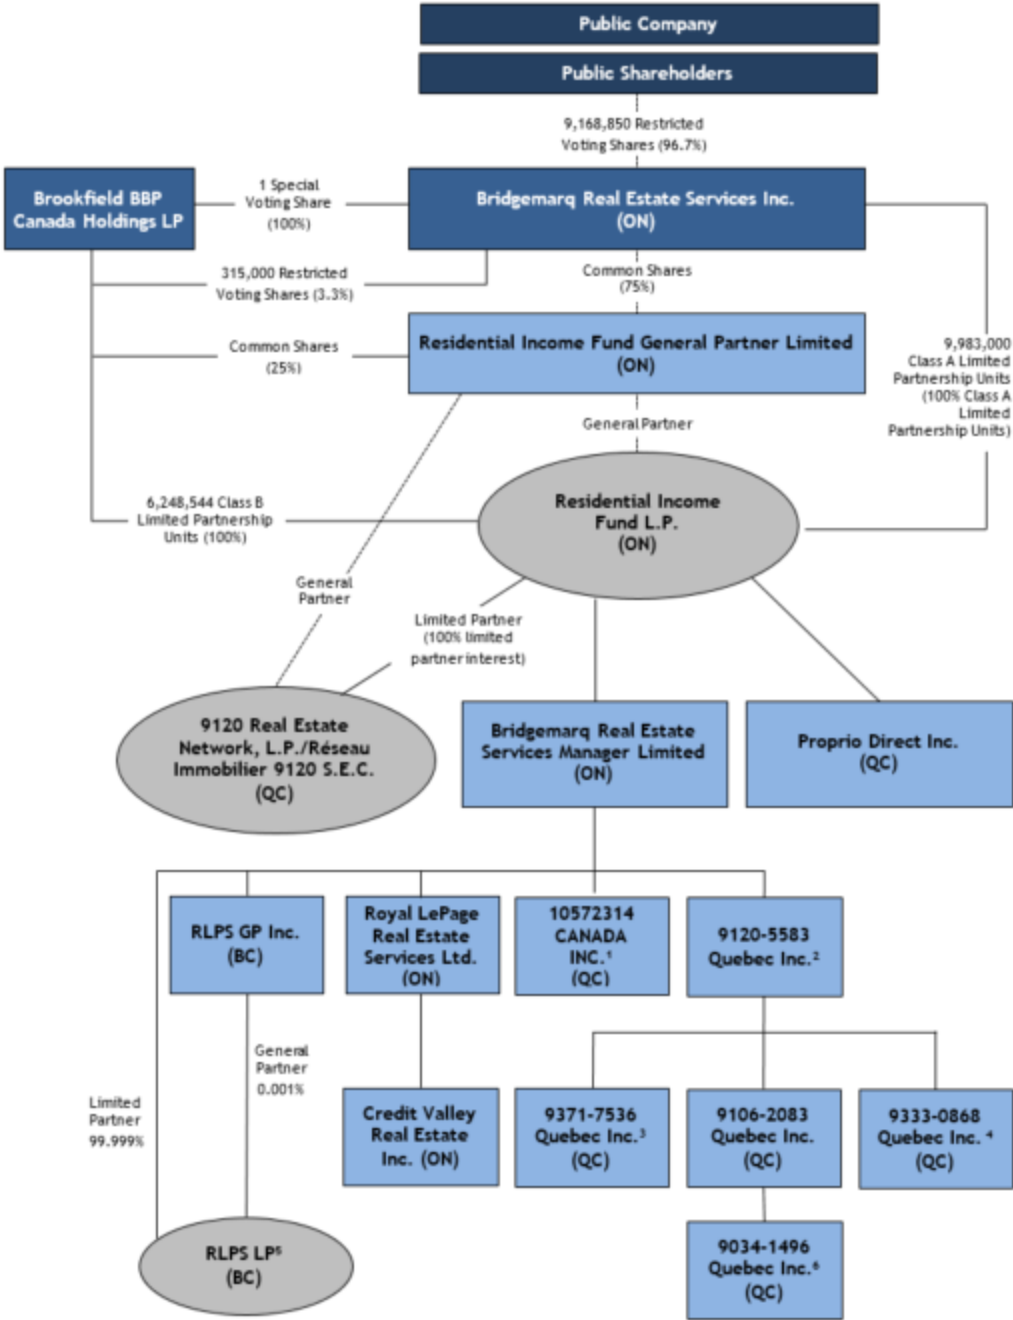 Public Company
Public Shareholders
9,168,850 Restricted
Voting Shares (96.7%)
Brookfield BBP
Canada Holdings LP
1 Special
Voting Share
(100%)
Bridgemarq Real Estate Services Inc.
(ON)
315,000 Restricted
Voting Shares (3.3%)
Common Shares
(75%)
Common Shares
(25%)
Residential Income Fund General Partner Limited
(ON)
9,983,000
Class A Limited
Partnership Units
(100% Class A
Limited
Partnership Units)
General Partner
6,248,544 Class B
Limited Partnership
Units (100%)
Residential Income
Fund L.P.
(ON)
General
Partner
Limited Partner
(100% limited
partner interest)
9120 Real Estate
Network, L.P./Réseau
Immobilier 9120 S.E.C.
(QC)
Bridgemarq Real Estate
Services Manager Limited
(ON)
Proprio Direct Inc.
(QC)
RLPS GP Inc.
(BC)
Royal LePage
Real Estate
Services Ltd.
(ON)
10572314
CANADA
INC.¹
(QC)
9120-5583
Quebec Inc.²
General
Partner
0.001%
Limited
Partner
99.999%
Credit Valley
Real Estate
Inc. (ON)
9371-7536
Quebec Inc.³
(QC)
9106-2083
Quebec Inc.
(QC)
9333-0868
Quebec Inc. ⁴
(QC)
RLPS LP⁵
(BC)
9034-1496
Quebec Inc.⁶
(QC)